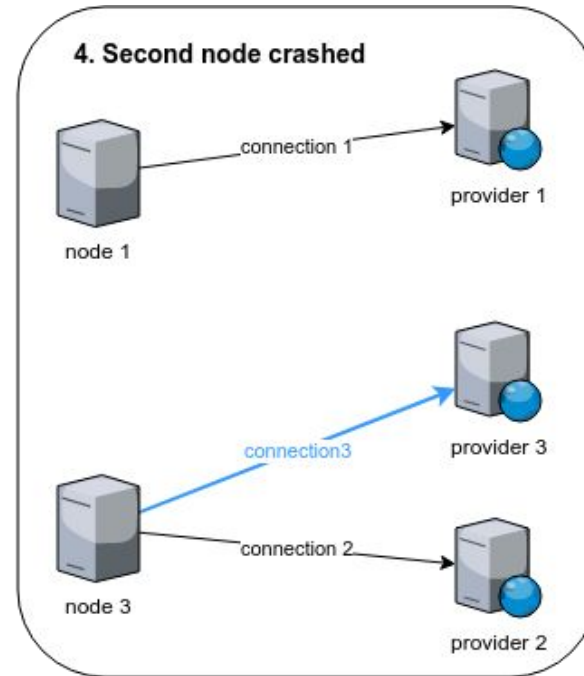 4. Second node crashed
connection 1
node 1
provider 1
connection3
provider 3
connection 2
node 3
provider 2